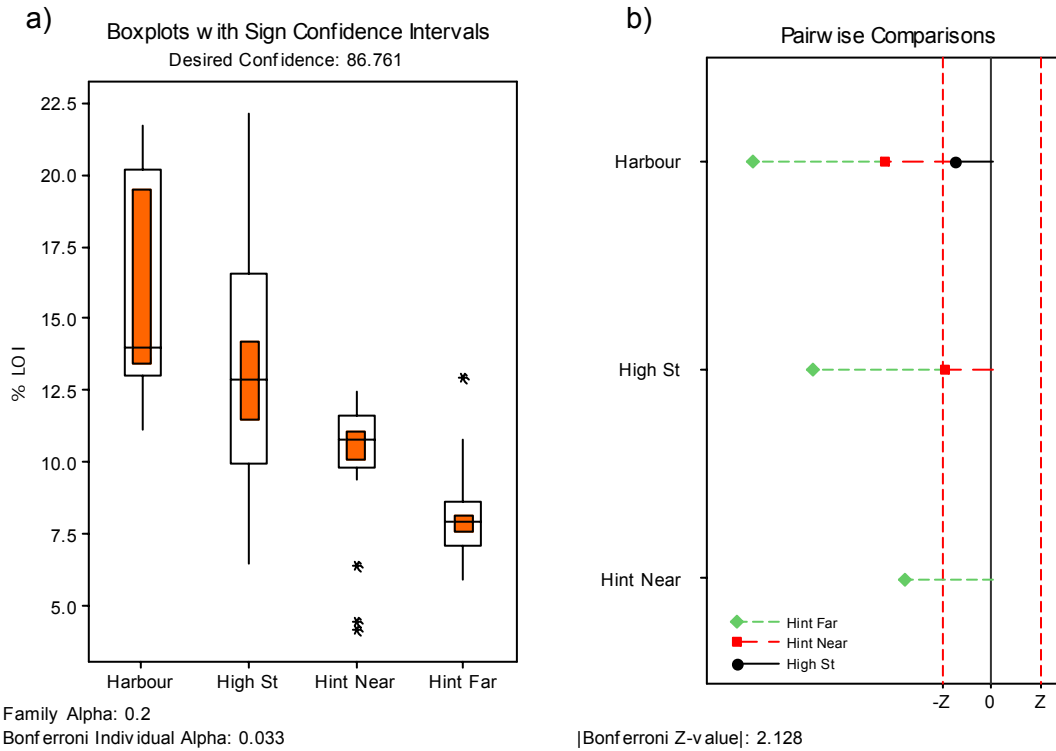 a)
Boxplots with Sign Confidence Intervals
Desired Confidence: 86.761
% LOI
22.5
20.0
17.5
15.0
12.5
10.0
7.5
5.0
Harbour High St Hint Near Hint Far
Family Alpha: 0.2
Bonferroni Individual Alpha: 0.033
b)
Pairwise Comparisons
Harbour
High St
Hint Near
Hint Far
Hint Near
High St
-Z 0 Z
|Bonferroni Z-value|: 2.128